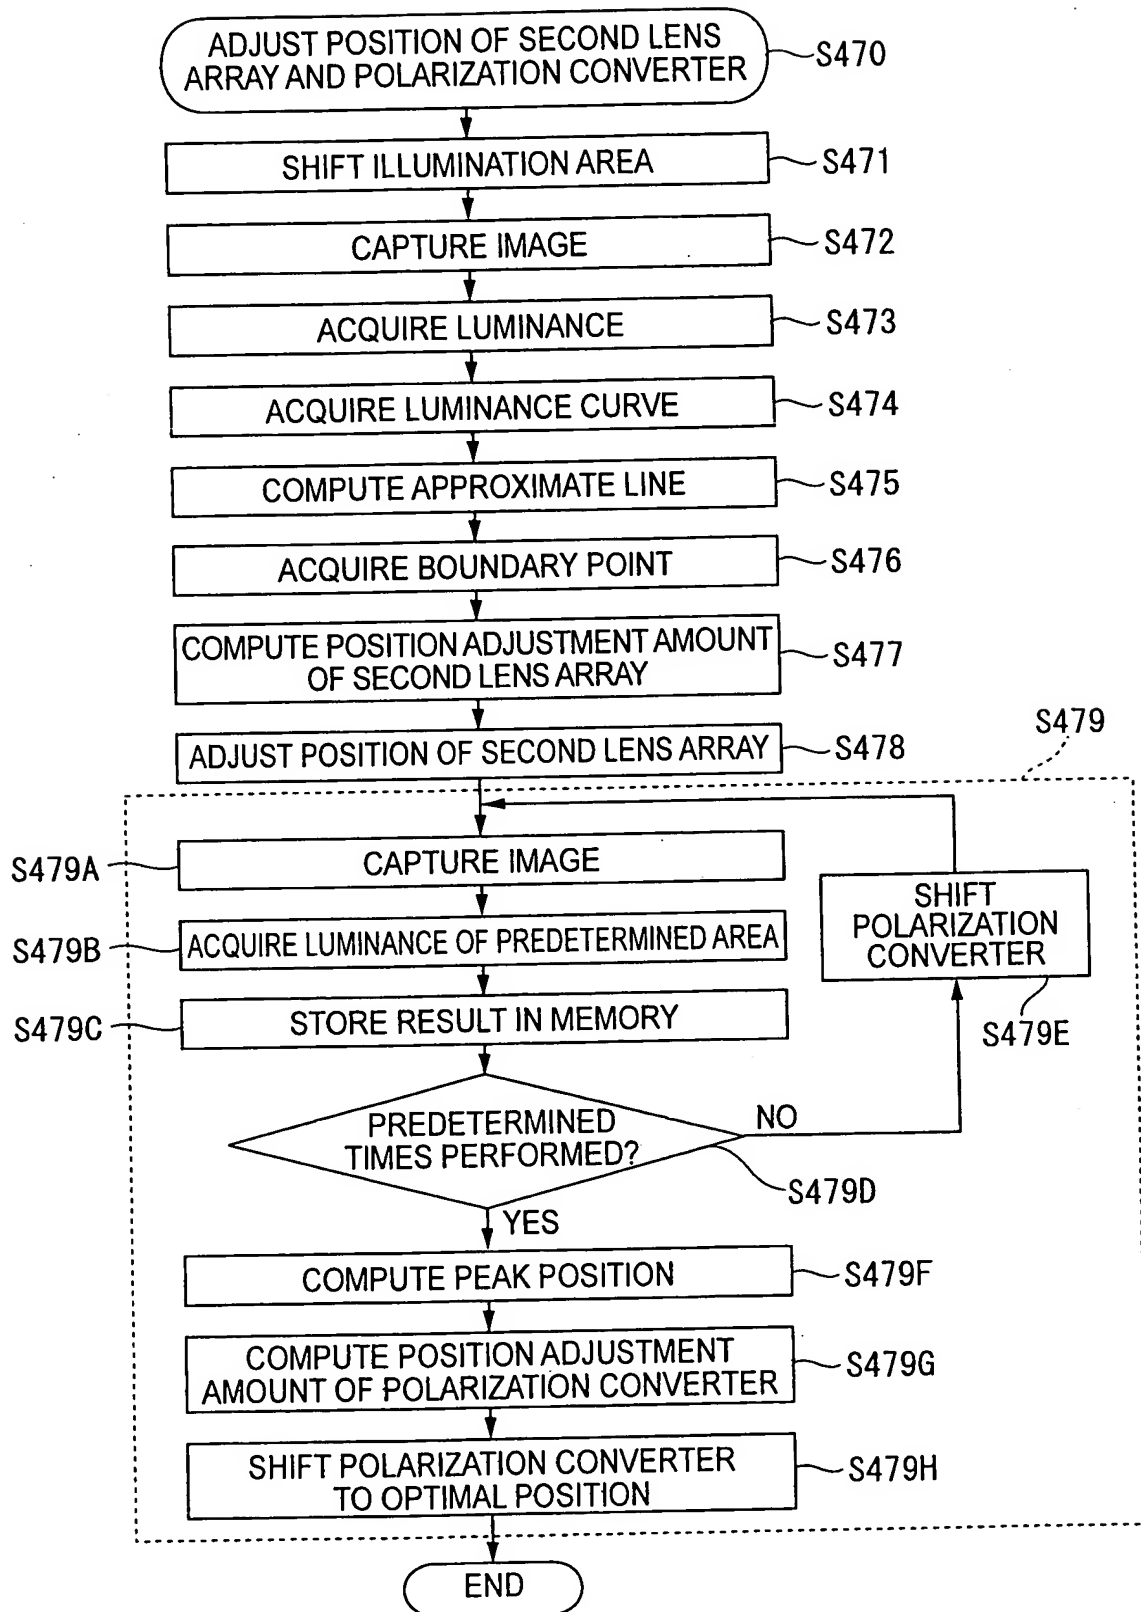 ADJUST POSITION OF SECOND LENS
ARRAY AND POLARIZATION CONVERTER
S470
SHIFT ILLUMINATION AREA
S471
CAPTURE IMAGE
S472
ACQUIRE LUMINANCE
S473
ACQUIRE LUMINANCE CURVE
S474
COMPUTE APPROXIMATE LINE
S475
ACQUIRE BOUNDARY POINT
S476
COMPUTE POSITION ADJUSTMENT AMOUNT
OF SECOND LENS ARRAY
S477
ADJUST POSITION OF SECOND LENS ARRAY
S478
S479
S479A
CAPTURE IMAGE
S479B
ACQUIRE LUMINANCE OF PREDETERMINED AREA
S479C
STORE RESULT IN MEMORY
SHIFT
POLARIZATION
CONVERTER
S479E
PREDETERMINED
TIMES PERFORMED?
NO
S479D
YES
COMPUTE PEAK POSITION
S479F
COMPUTE POSITION ADJUSTMENT
AMOUNT OF POLARIZATION CONVERTER
S479G
SHIFT POLARIZATION CONVERTER
TO OPTIMAL POSITION
S479H
END